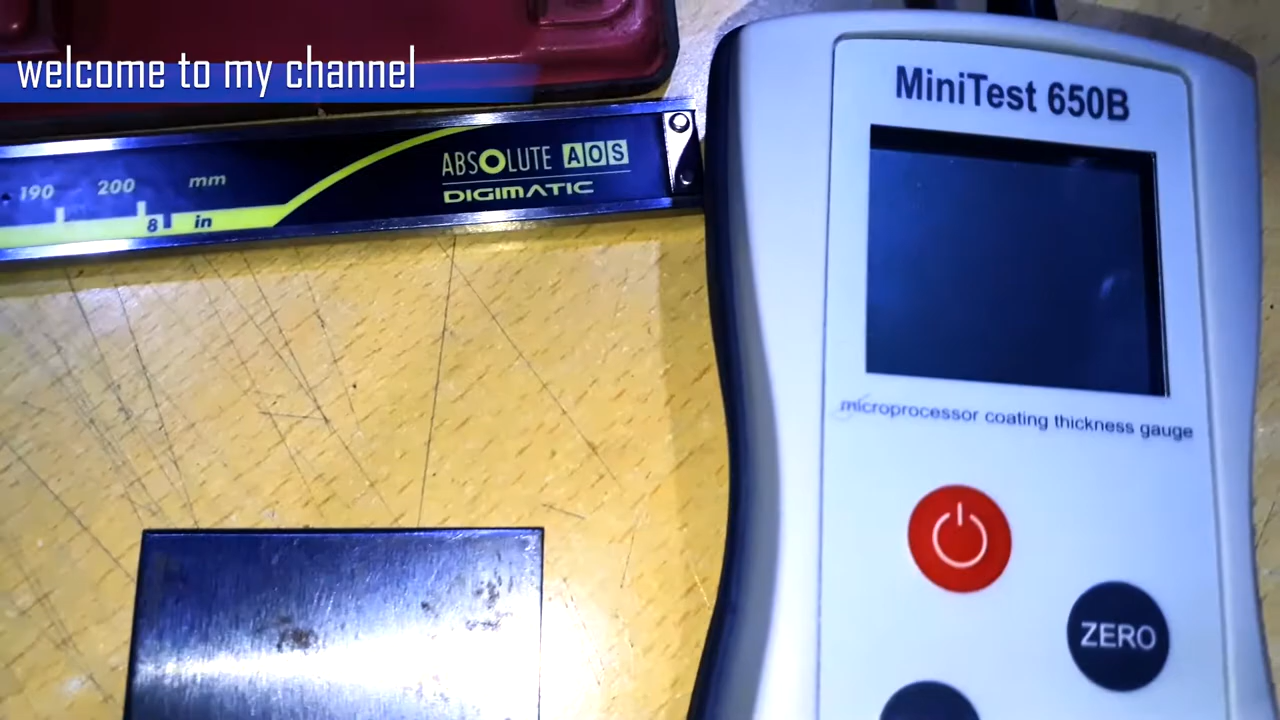 welcome to my channel
MiniTest 650B
ABSOLUTE AOS
DIGIMATIC
190 200 mm
8 in
microprocessor coating thickness gauge
ZERO